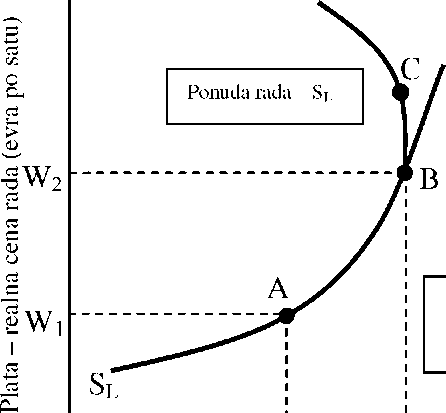 Plata – realna cena rada (evra po satu)
Ponuda rada S_L
C
W₂
B
A
W₁
S_L